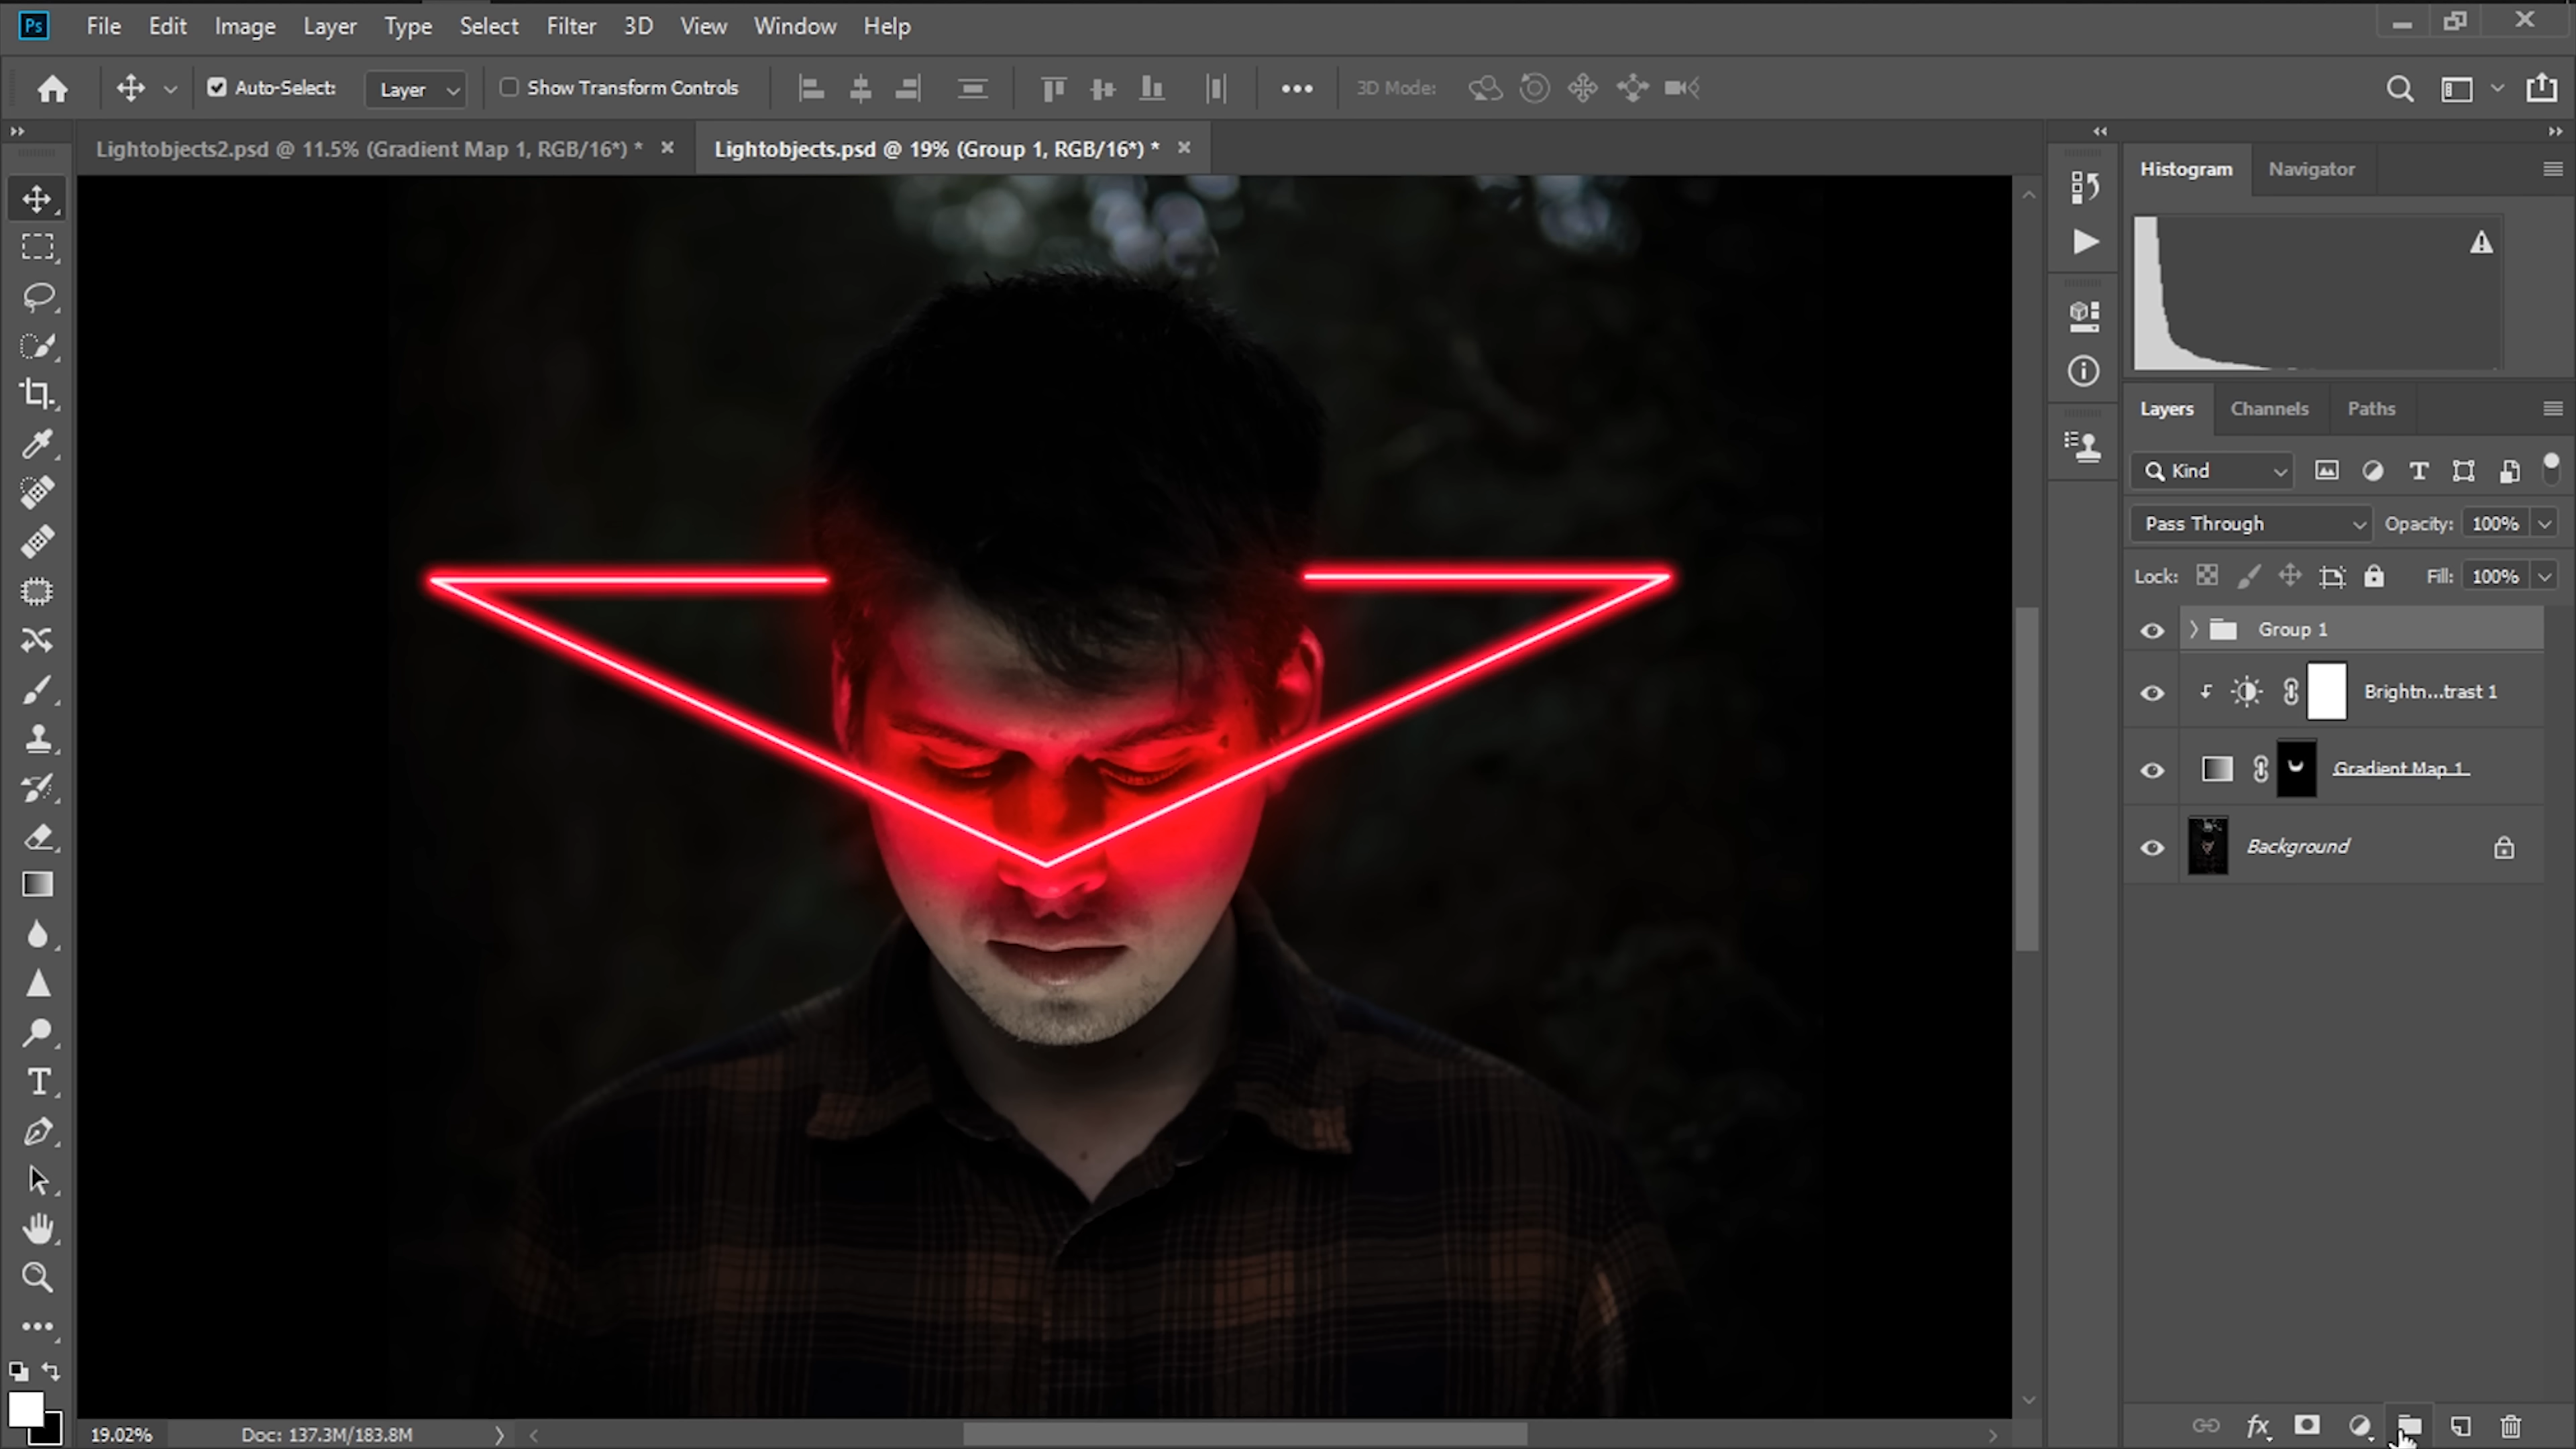 Ps File Edit Image Layer Type Select Filter 3D View Window Help
Auto-Select: Layer Show Transform Controls 3D Mode:
Lightobjects2.psd @ 11.5% (Gradient Map 1, RGB/16*) * Lightobjects.psd @ 19% (Group 1, RGB/16*) *
Histogram Navigator
Layers Channels Paths
Kind
Pass Through Opacity: 100%
Lock: Fill: 100%
Group 1
Brightn...trast 1
Gradient Map 1
Background
fx
19.02% Doc: 137.3M/183.8M